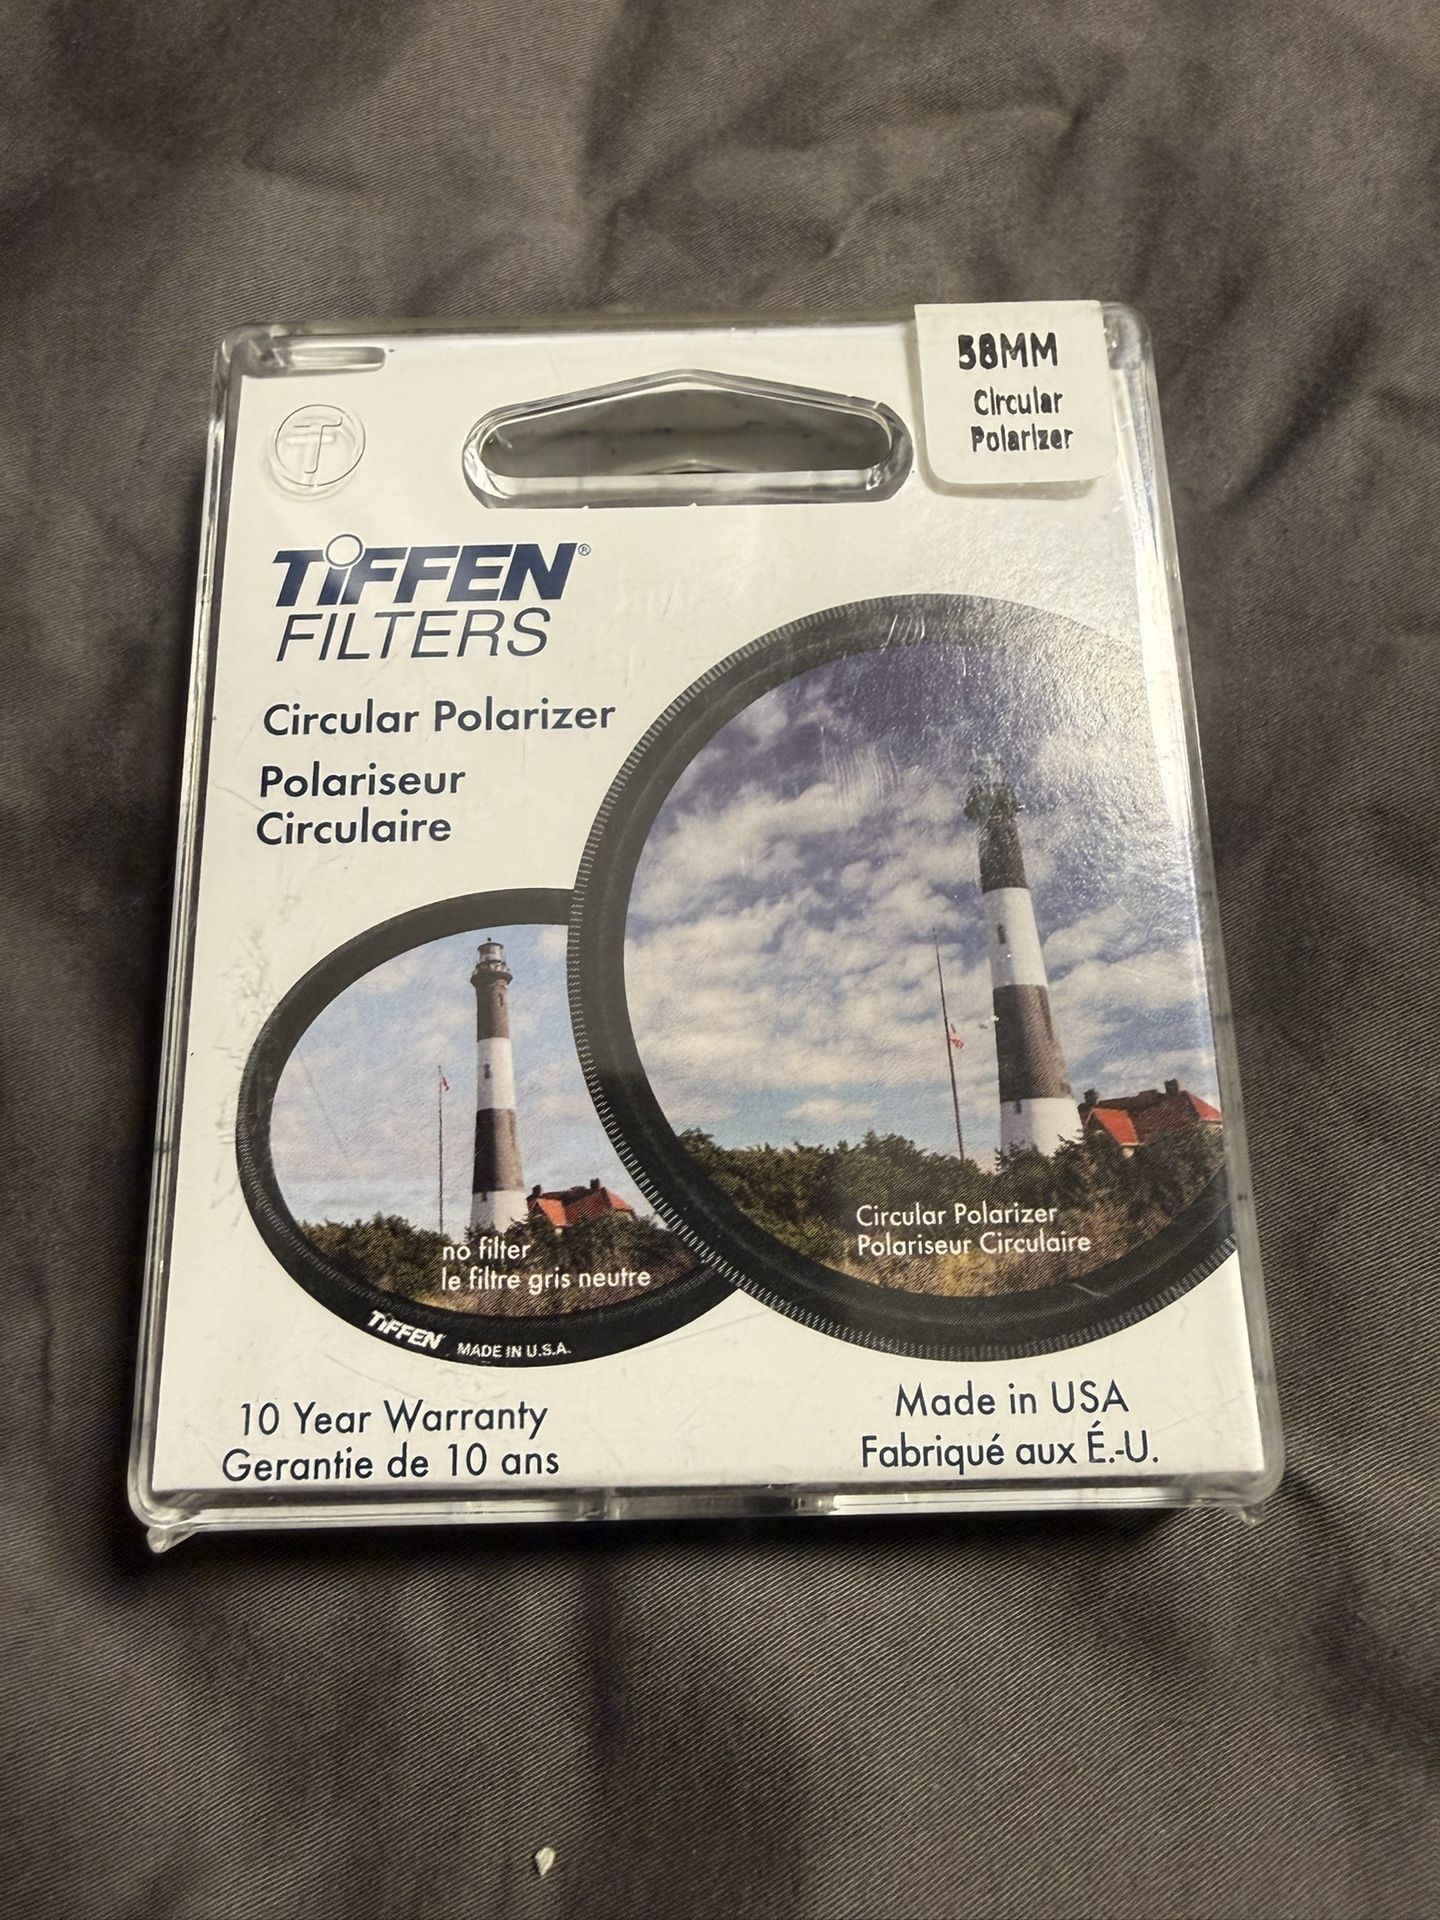 58MM
Circular
Polarizer
TiFFEN®
FILTERS
Circular Polarizer
Polariseur
Circulaire
no filter
le filtre gris neutre
Circular Polarizer
Polariseur Circulaire
TiFFEN MADE IN U.S.A.
10 Year Warranty
Gerantie de 10 ans
Made in USA
Fabriqué aux É.-U.